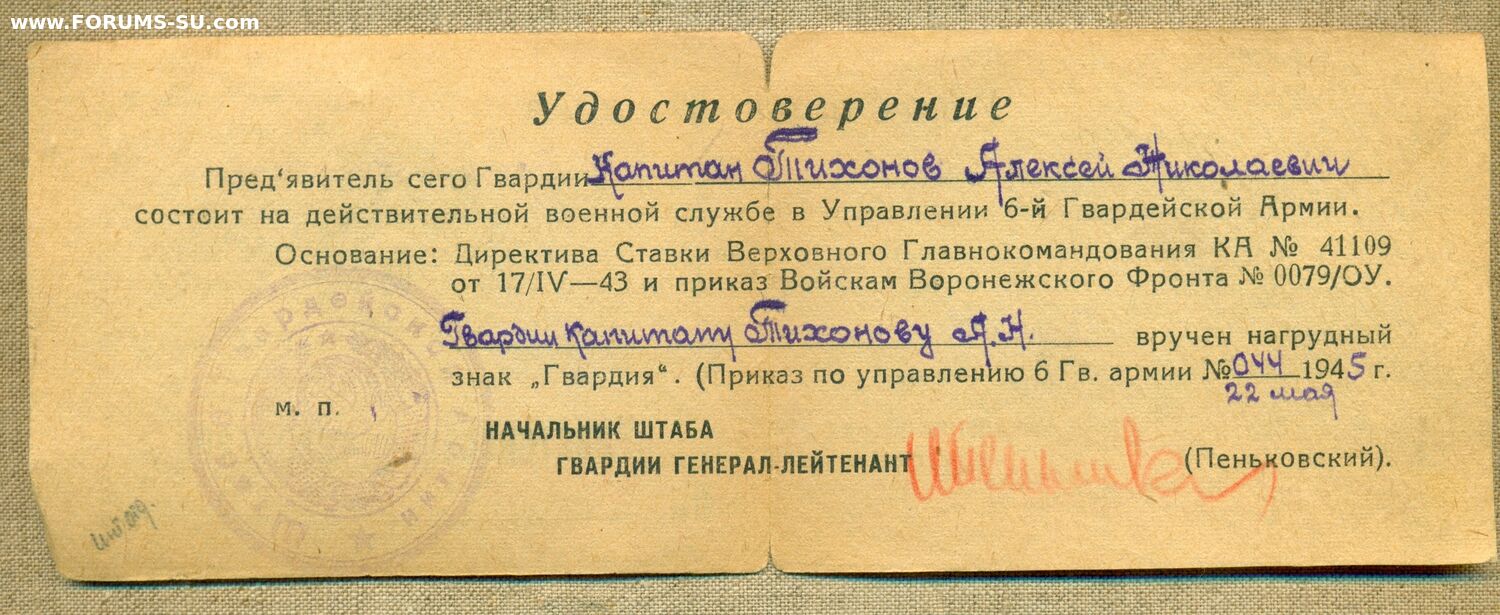 www.FORUMS-SU.com
Удостоверение
Пред'явитель сего Гвардии Капитан Тихонов Алексей Николаевич
состоит на действительной военной службе в Управлении 6-й Гвардейской Армии.
Основание: Директива Ставки Верховного Главнокомандования КА № 41109
от 17/IV—43 и приказ Войскам Воронежского Фронта № 0079/ОУ.
Гвардии Капитану Тихонову А.Н. вручен нагрудный
знак „Гвардия“. (Приказ по управлению 6 Гв. армии № 044 1945 г.
22 мая
м. п.
НАЧАЛЬНИК ШТАБА
ГВАРДИИ ГЕНЕРАЛ-ЛЕЙТЕНАНТ (Пеньковский).